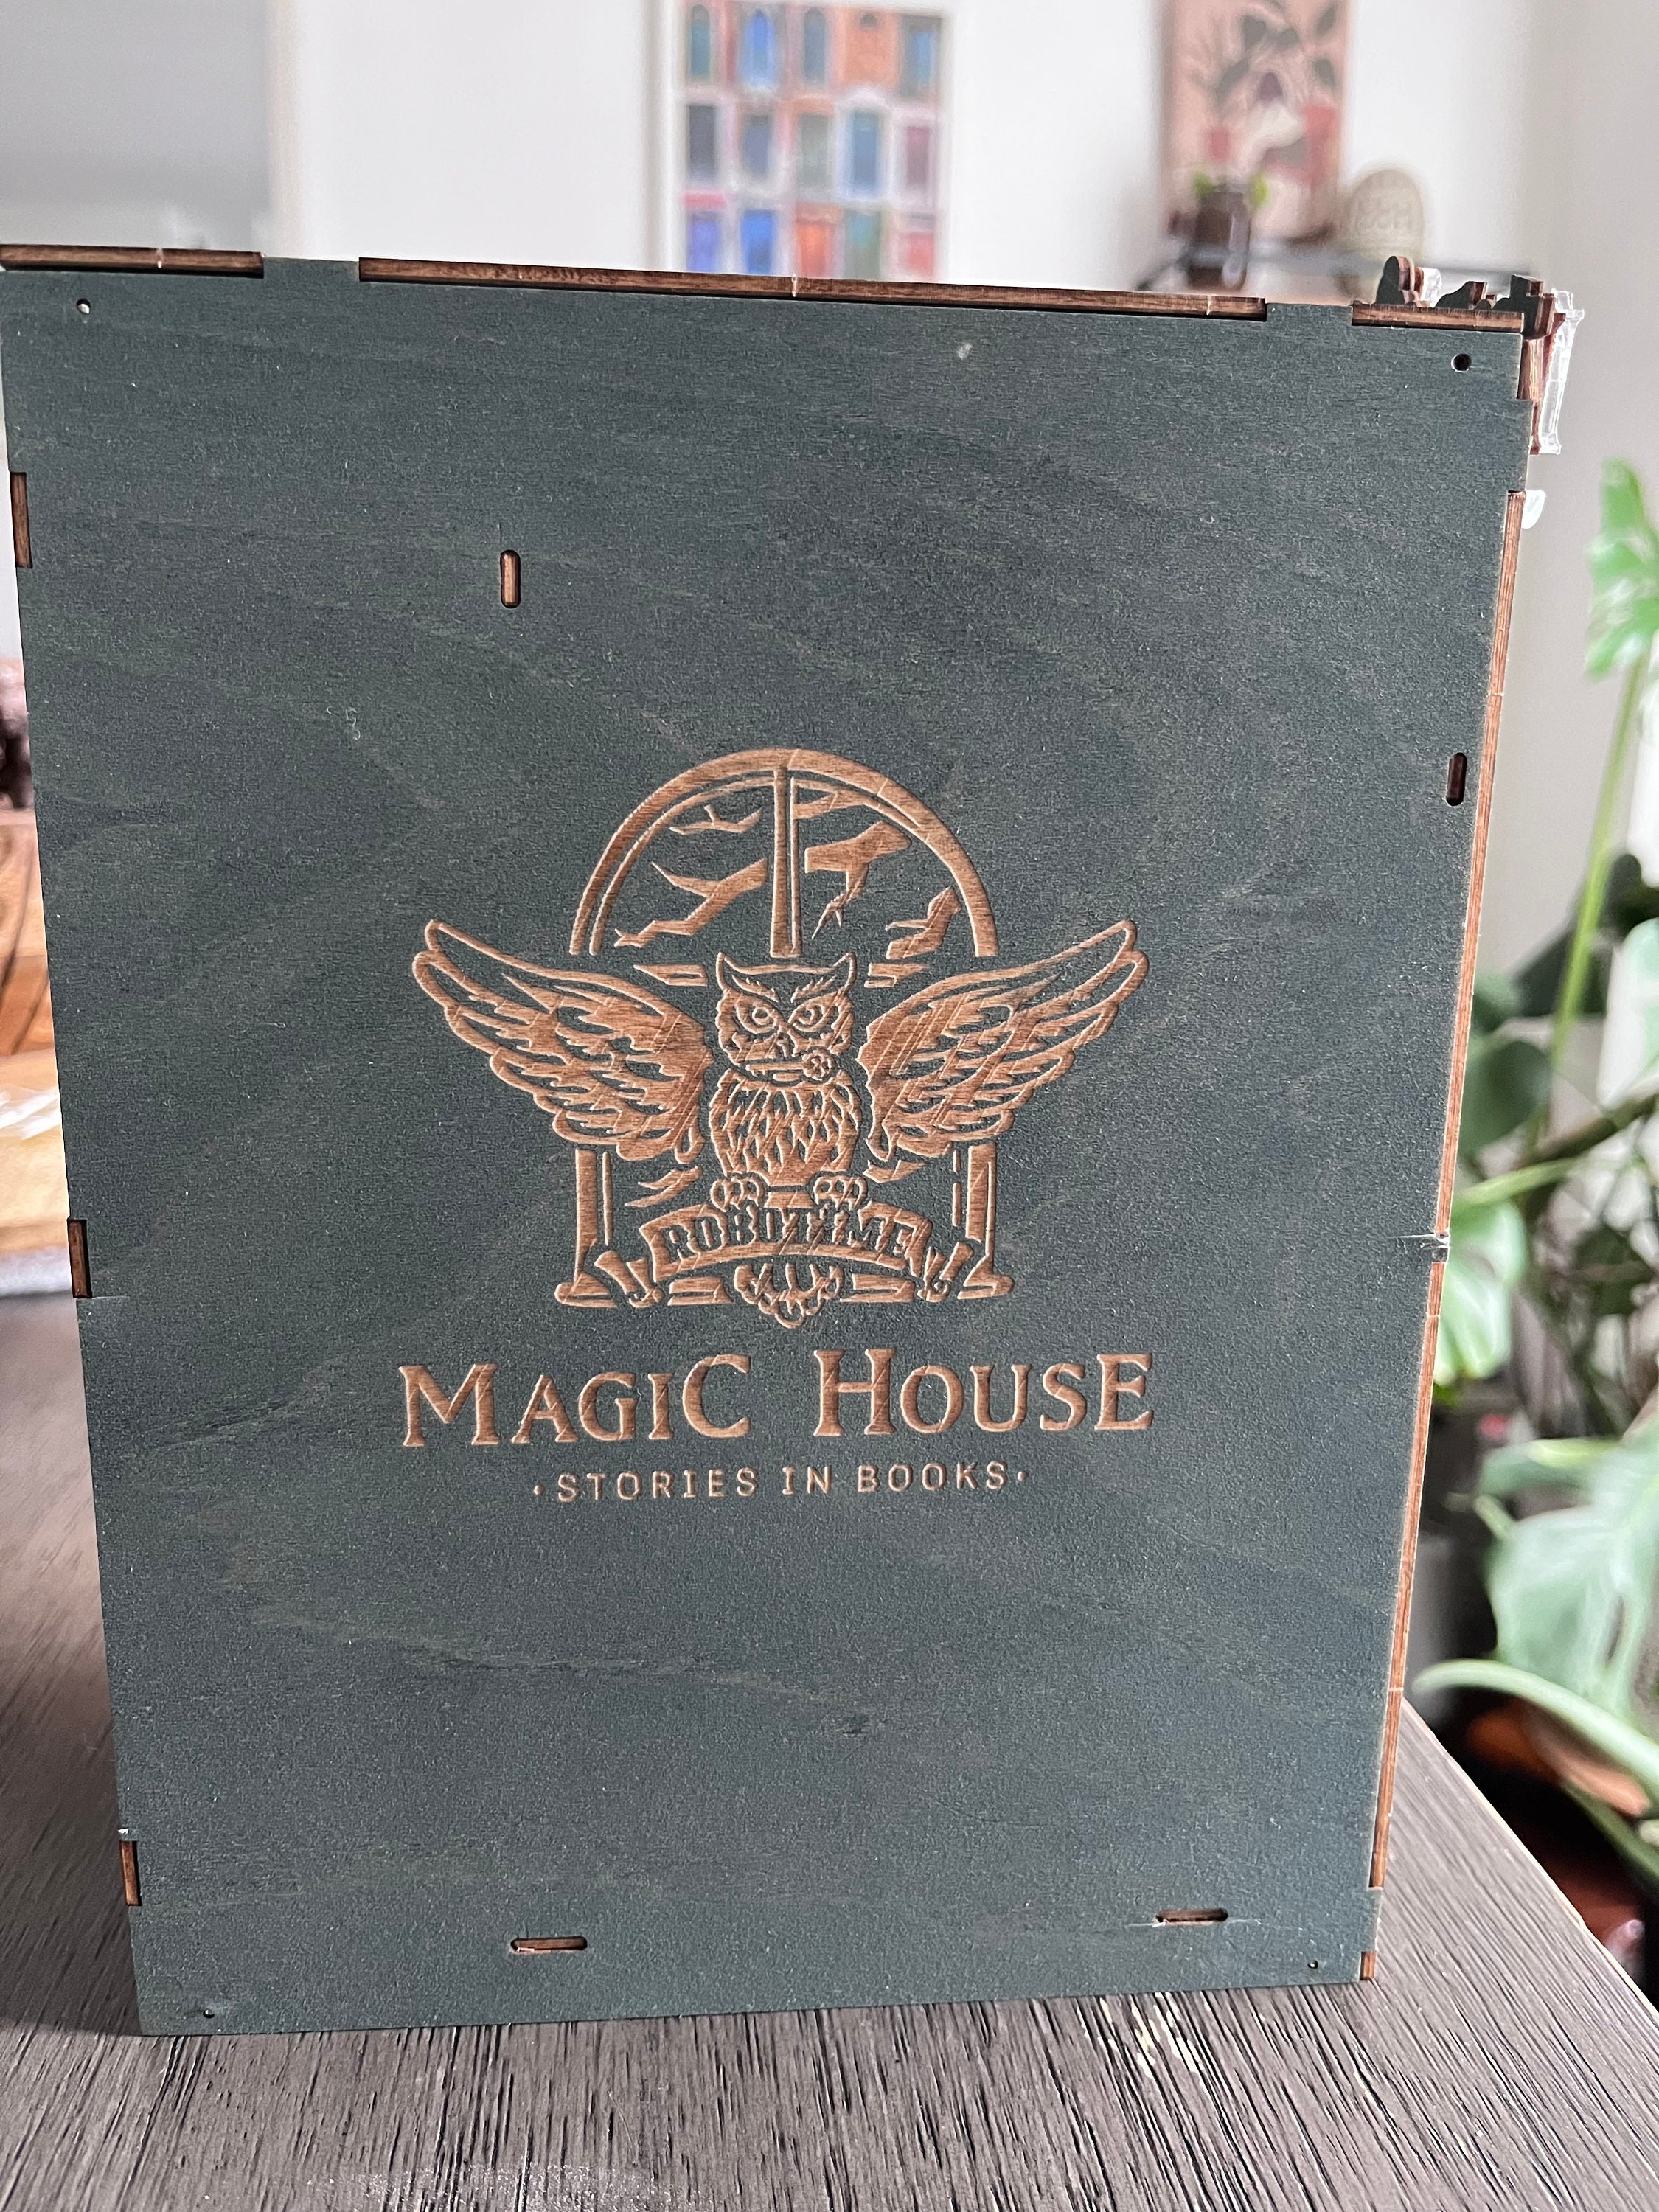 ROBOTIME
MAGIC HOUSE
·STORIES IN BOOKS·